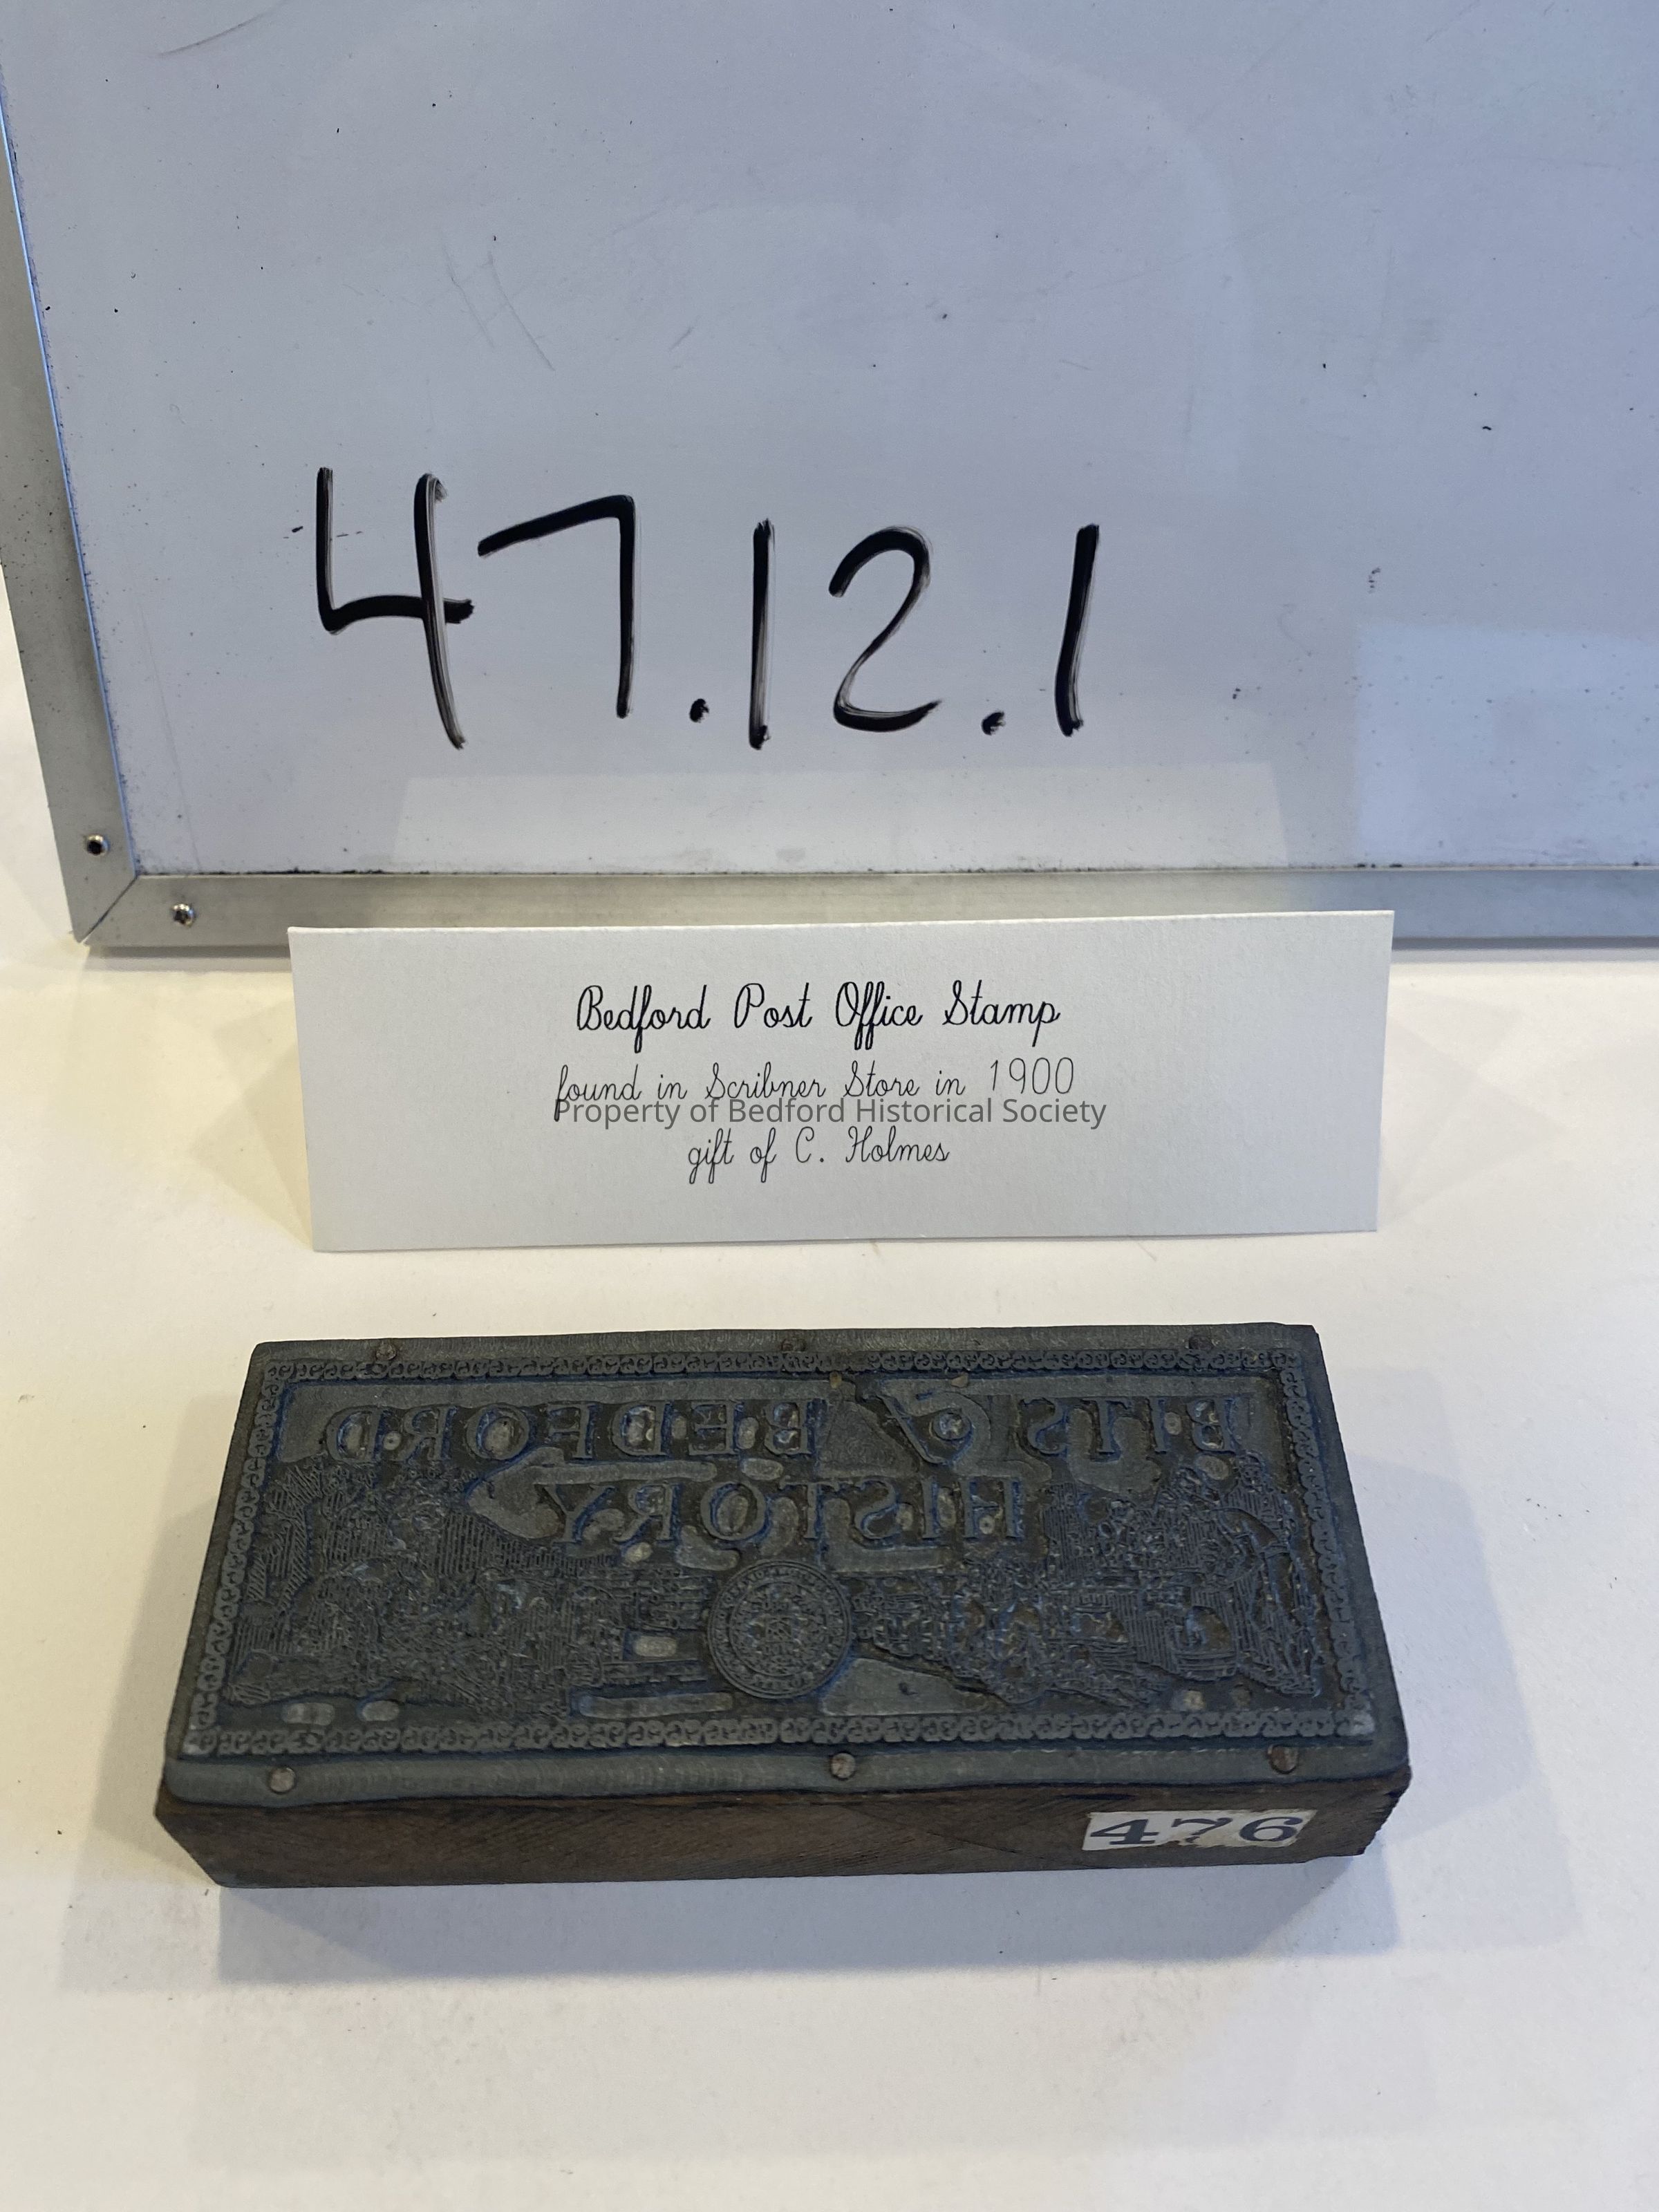 47.12.1
Bedford Post Office Stamp
found in Scribner Store in 1900
Property of Bedford Historical Society
gift of C. Holmes
BITS of BEDFORD
HISTORY
476